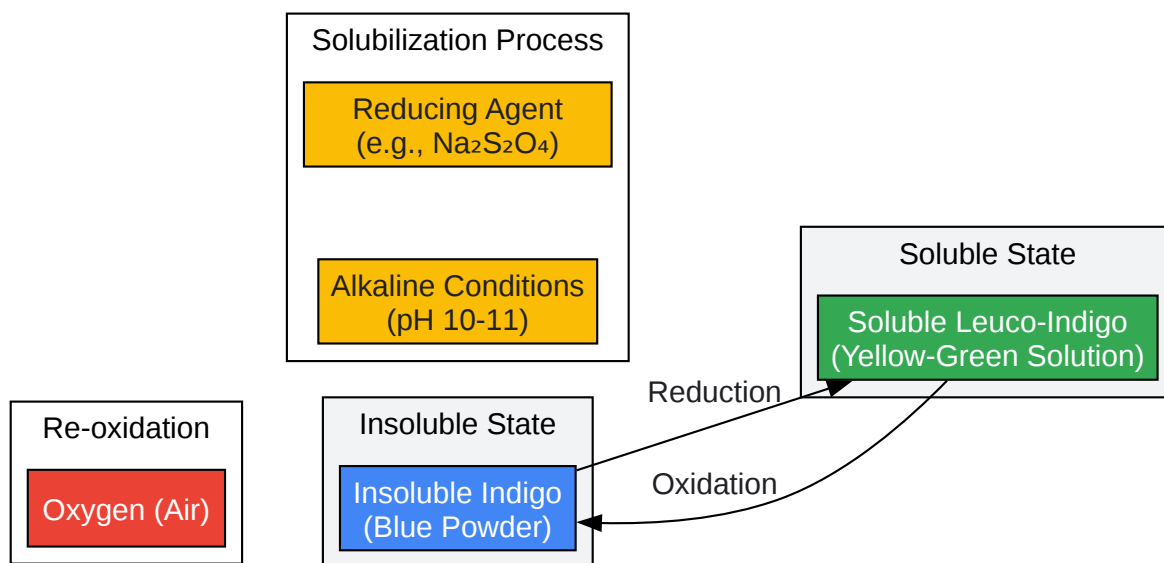 Solubilization Process
Reducing Agent
(e.g., Na₂S₂O₄)
Alkaline Conditions
(pH 10-11)
Soluble State
Soluble Leuco-Indigo
(Yellow-Green Solution)
Reduction
Oxidation
Re-oxidation
Oxygen (Air)
Insoluble State
Insoluble Indigo
(Blue Powder)